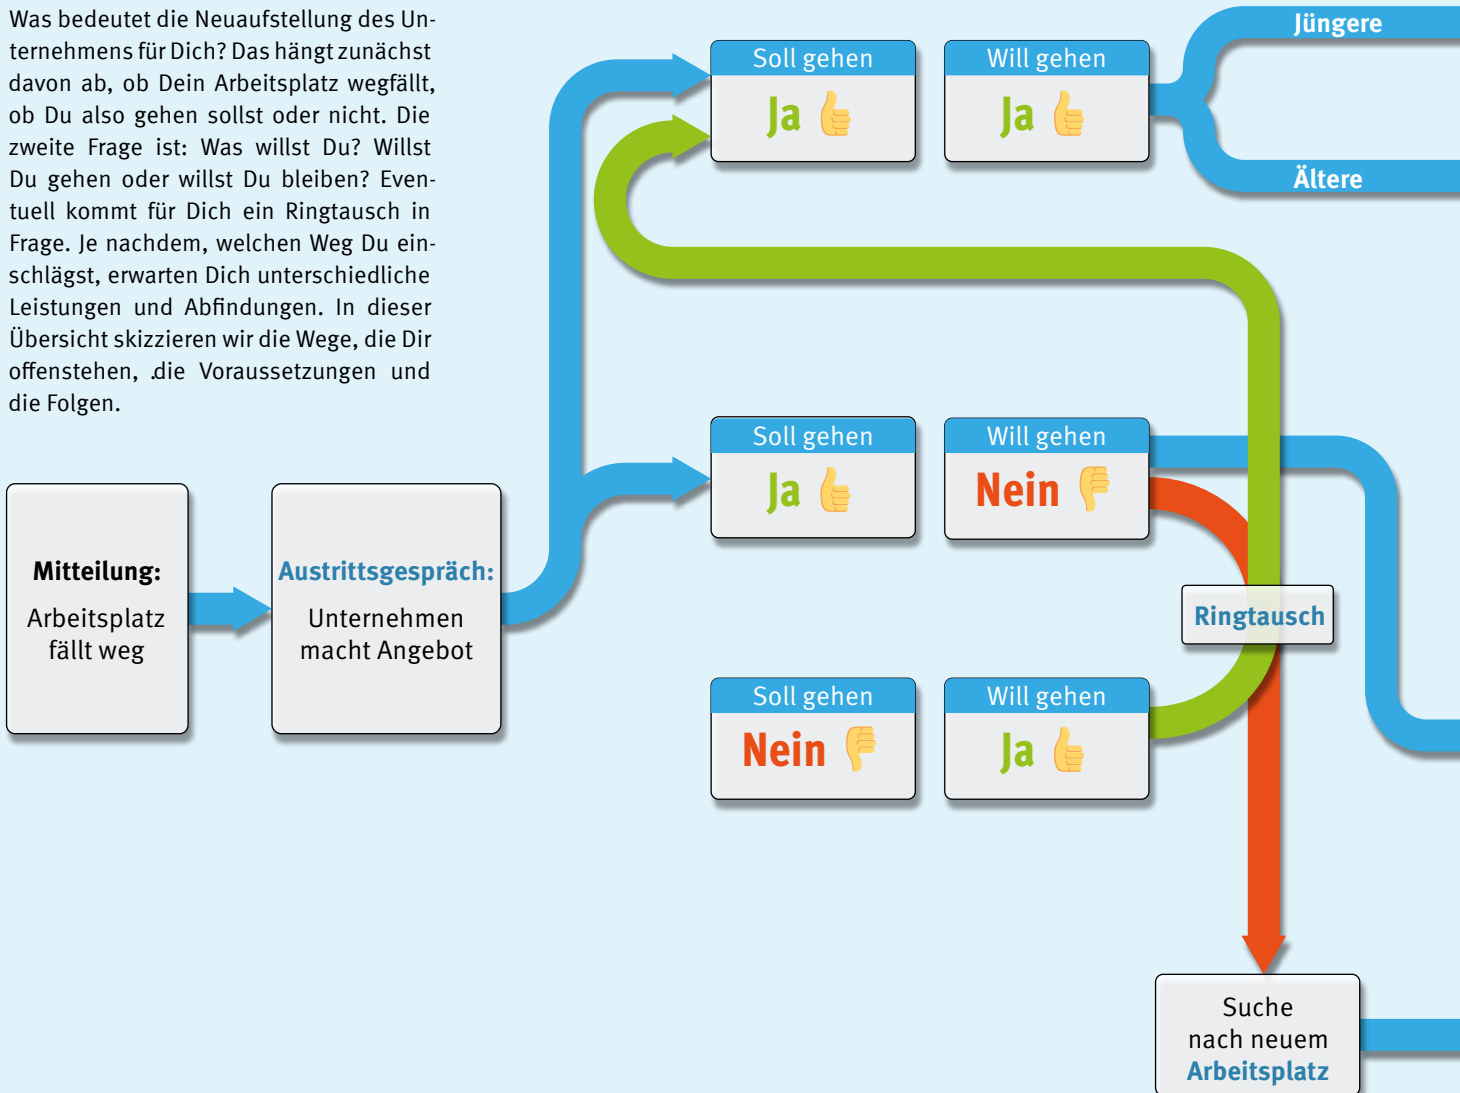 Was bedeutet die Neuaufstellung des Un-
ternehmens für Dich? Das hängt zunächst
davon ab, ob Dein Arbeitsplatz wegfällt,
ob Du also gehen sollst oder nicht. Die
zweite Frage ist: Was willst Du? Willst
Du gehen oder willst Du bleiben? Even-
tuell kommt für Dich ein Ringtausch in
Frage. Je nachdem, welchen Weg Du ein-
schlägst, erwarten Dich unterschiedliche
Leistungen und Abfindungen. In dieser
Übersicht skizzieren wir die Wege, die Dir
offenstehen, .die Voraussetzungen und
die Folgen.
Mitteilung:
Arbeitsplatz
fällt weg
Austrittsgespräch:
Unternehmen
macht Angebot
Soll gehen
Ja
Will gehen
Ja
Jüngere
Ältere
Soll gehen
Ja
Will gehen
Nein
Ringtausch
Soll gehen
Nein
Will gehen
Ja
Suche
nach neuem
Arbeitsplatz